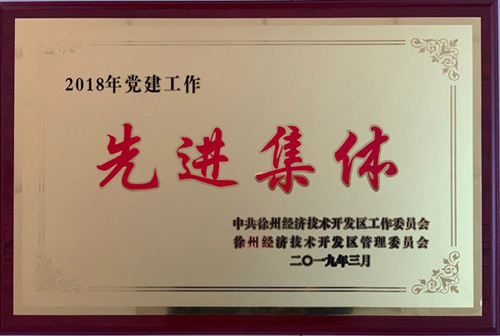 2018年党建工作
先进集体
中共徐州经济技术开发区工作委员会
徐州经济技术开发区管理委员会
二〇一九年三月